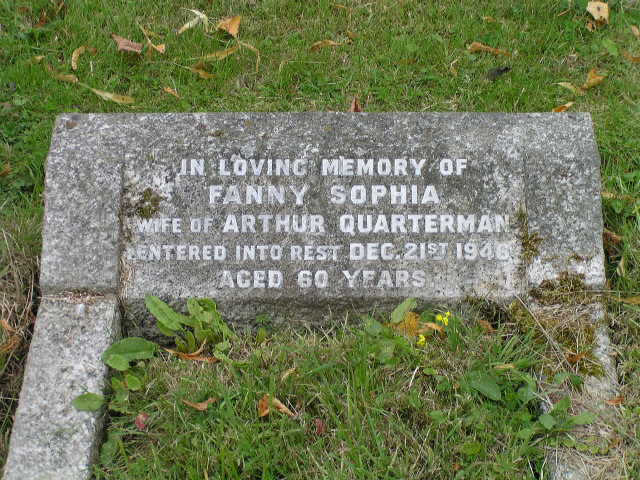 IN LOVING MEMORY OF
FANNY SOPHIA
WIFE OF ARTHUR QUARTERMAN
ENTERED INTO REST DEC. 21ST 1946
AGED 60 YEARS